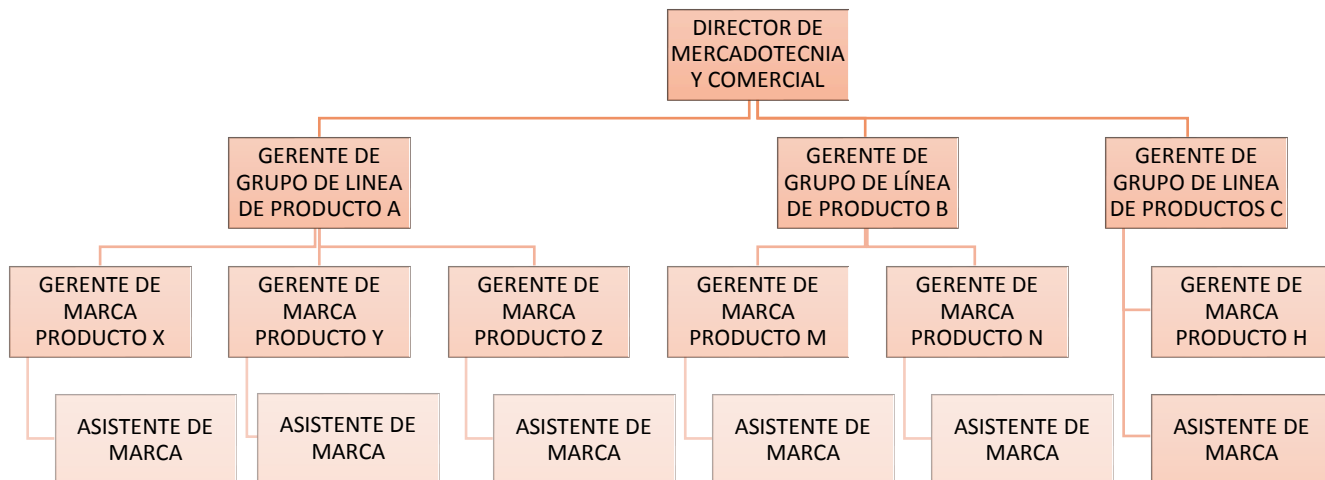 DIRECTOR DE
MERCADOTECNIA
Y COMERCIAL
GERENTE DE
GRUPO DE LINEA
DE PRODUCTO A
GERENTE DE
GRUPO DE LÍNEA
DE PRODUCTO B
GERENTE DE
GRUPO DE LINEA
DE PRODUCTOS C
GERENTE DE
MARCA
PRODUCTO X
GERENTE DE
MARCA
PRODUCTO Y
GERENTE DE
MARCA
PRODUCTO Z
GERENTE DE
MARCA
PRODUCTO M
GERENTE DE
MARCA
PRODUCTO N
GERENTE DE
MARCA
PRODUCTO H
ASISTENTE DE
MARCA
ASISTENTE DE
MARCA
ASISTENTE DE
MARCA
ASISTENTE DE
MARCA
ASISTENTE DE
MARCA
ASISTENTE DE
MARCA